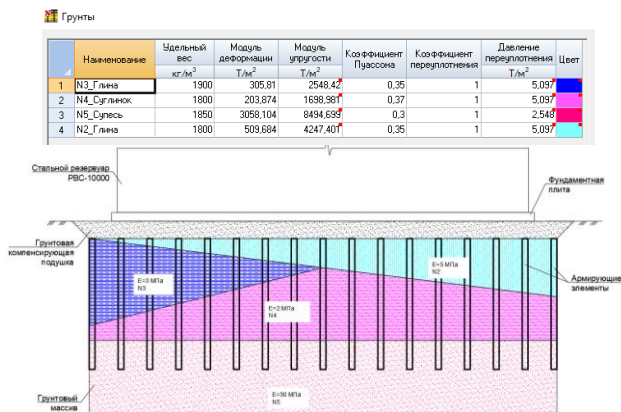 Грунты
Наименование Удельный вес Модуль деформации Модуль упругости Коэффициент Пуассона Коэффициент переуплотнения Давление переуплотнения Цвет
кг/м³ Т/м² Т/м² Т/м²
1 N3_Глина 1900 305,81 2548,42 0,35 1 5,097
2 N4_Суглинок 1800 203,874 1698,981 0,37 1 5,097
3 N5_Супесь 1850 3058,104 8494,699 0,3 1 2,548
4 N2_Глина 1800 509,684 4247,401 0,35 1 5,097
Стальной резервуар
РВС-10000
Фундаментная
плита
Грунтовая
компенсирующая
подушка
E=5 МПа
N2
Армирующие
элементы
E=3 МПа
N3
E=2 МПа
N4
Грунтовый
массив
E=30 МПа
N5